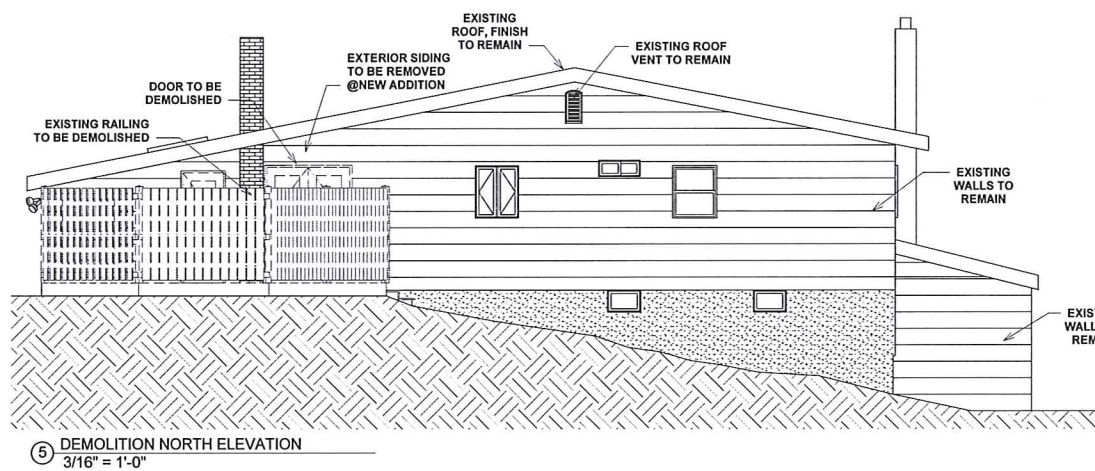 EXISTING
ROOF, FINISH
TO REMAIN
EXISTING ROOF
VENT TO REMAIN
EXTERIOR SIDING
TO BE REMOVED
@NEW ADDITION
DOOR TO BE
DEMOLISHED
EXISTING RAILING
TO BE DEMOLISHED
EXISTING
WALLS TO
REMAIN
5
DEMOLITION NORTH ELEVATION
3/16" = 1'-0"